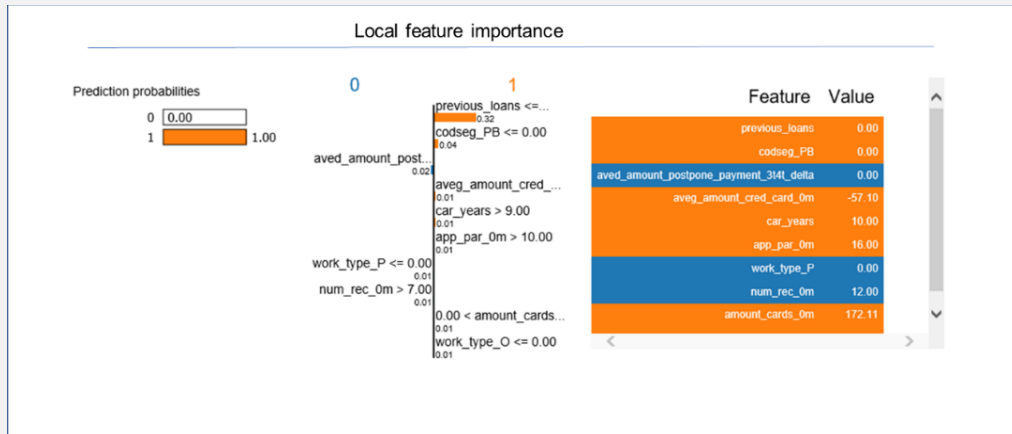 Local feature importance
Prediction probabilities
0 0.00
1 1.00
0 1
previous_loans <=...
0.32
codseg_PB <= 0.00
0.04
aved_amount_post...
0.02
aveg_amount_cred_...
0.01
car_years > 9.00
0.01
app_par_0m > 10.00
0.01
work_type_P <= 0.00
0.01
num_rec_0m > 7.00
0.01
0.00 < amount_cards...
0.01
work_type_O <= 0.00
0.01
Feature Value
previous_loans 0.00
codseg_PB 0.00
aved_amount_postpone_payment_3t4t_delta 0.00
aveg_amount_cred_card_0m -57.10
car_years 10.00
app_par_0m 16.00
work_type_P 0.00
num_rec_0m 12.00
amount_cards_0m 172.11